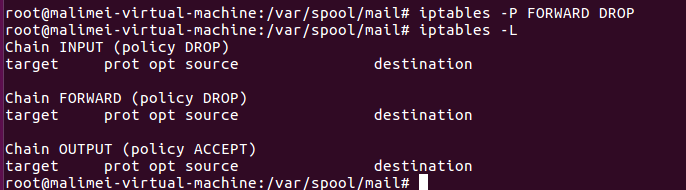 root@malimei-virtual-machine:/var/spool/mail# iptables -P FORWARD DROP
root@malimei-virtual-machine:/var/spool/mail# iptables -L
Chain INPUT (policy DROP)
target     prot opt source               destination

Chain FORWARD (policy DROP)
target     prot opt source               destination

Chain OUTPUT (policy ACCEPT)
target     prot opt source               destination
root@malimei-virtual-machine:/var/spool/mail#